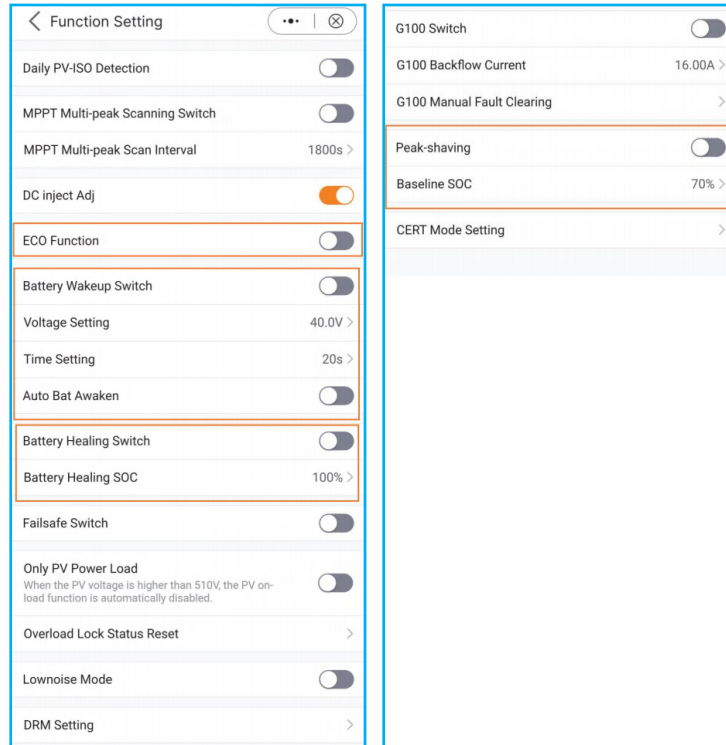 Function Setting
Daily PV-ISO Detection
MPPT Multi-peak Scanning Switch
MPPT Multi-peak Scan Interval 1800s
DC inject Adj
ECO Function
Battery Wakeup Switch
Voltage Setting 40.0V
Time Setting 20s
Auto Bat Awaken
Battery Healing Switch
Battery Healing SOC 100%
Failsafe Switch
Only PV Power Load
When the PV voltage is higher than 510V, the PV on-
load function is automatically disabled.
Overload Lock Status Reset
Lownoise Mode
DRM Setting
G100 Switch
G100 Backflow Current 16.00A
G100 Manual Fault Clearing
Peak-shaving
Baseline SOC 70%
CERT Mode Setting